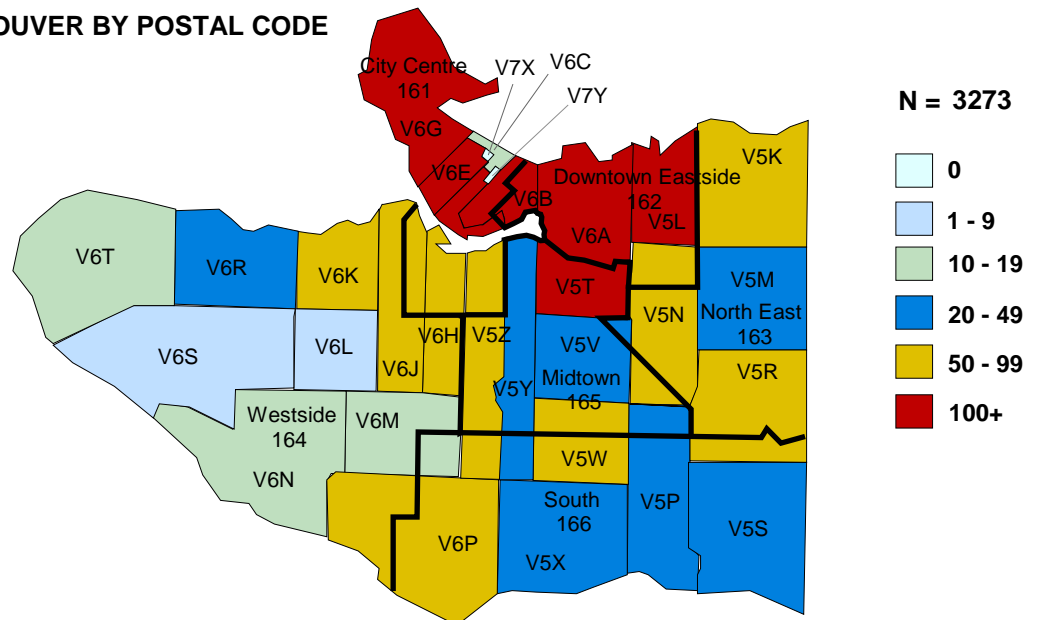 OUVER BY POSTAL CODE
V6C
V7X
City Centre
161
V7Y
N = 3273
V6G
V5K
0
V6E
Downtown Eastside
162
V6B
V5L
1 - 9
V6A
V6T
V6R
V6K
10 - 19
V5T
V5M
North East
163
V5N
20 - 49
V6S
V6L
V6H
V5Z
V5V
V6J
V5Y
Midtown
165
V5R
50 - 99
Westside
164
V6M
100+
V5W
V6N
South
166
V5P
V5S
V6P
V5X